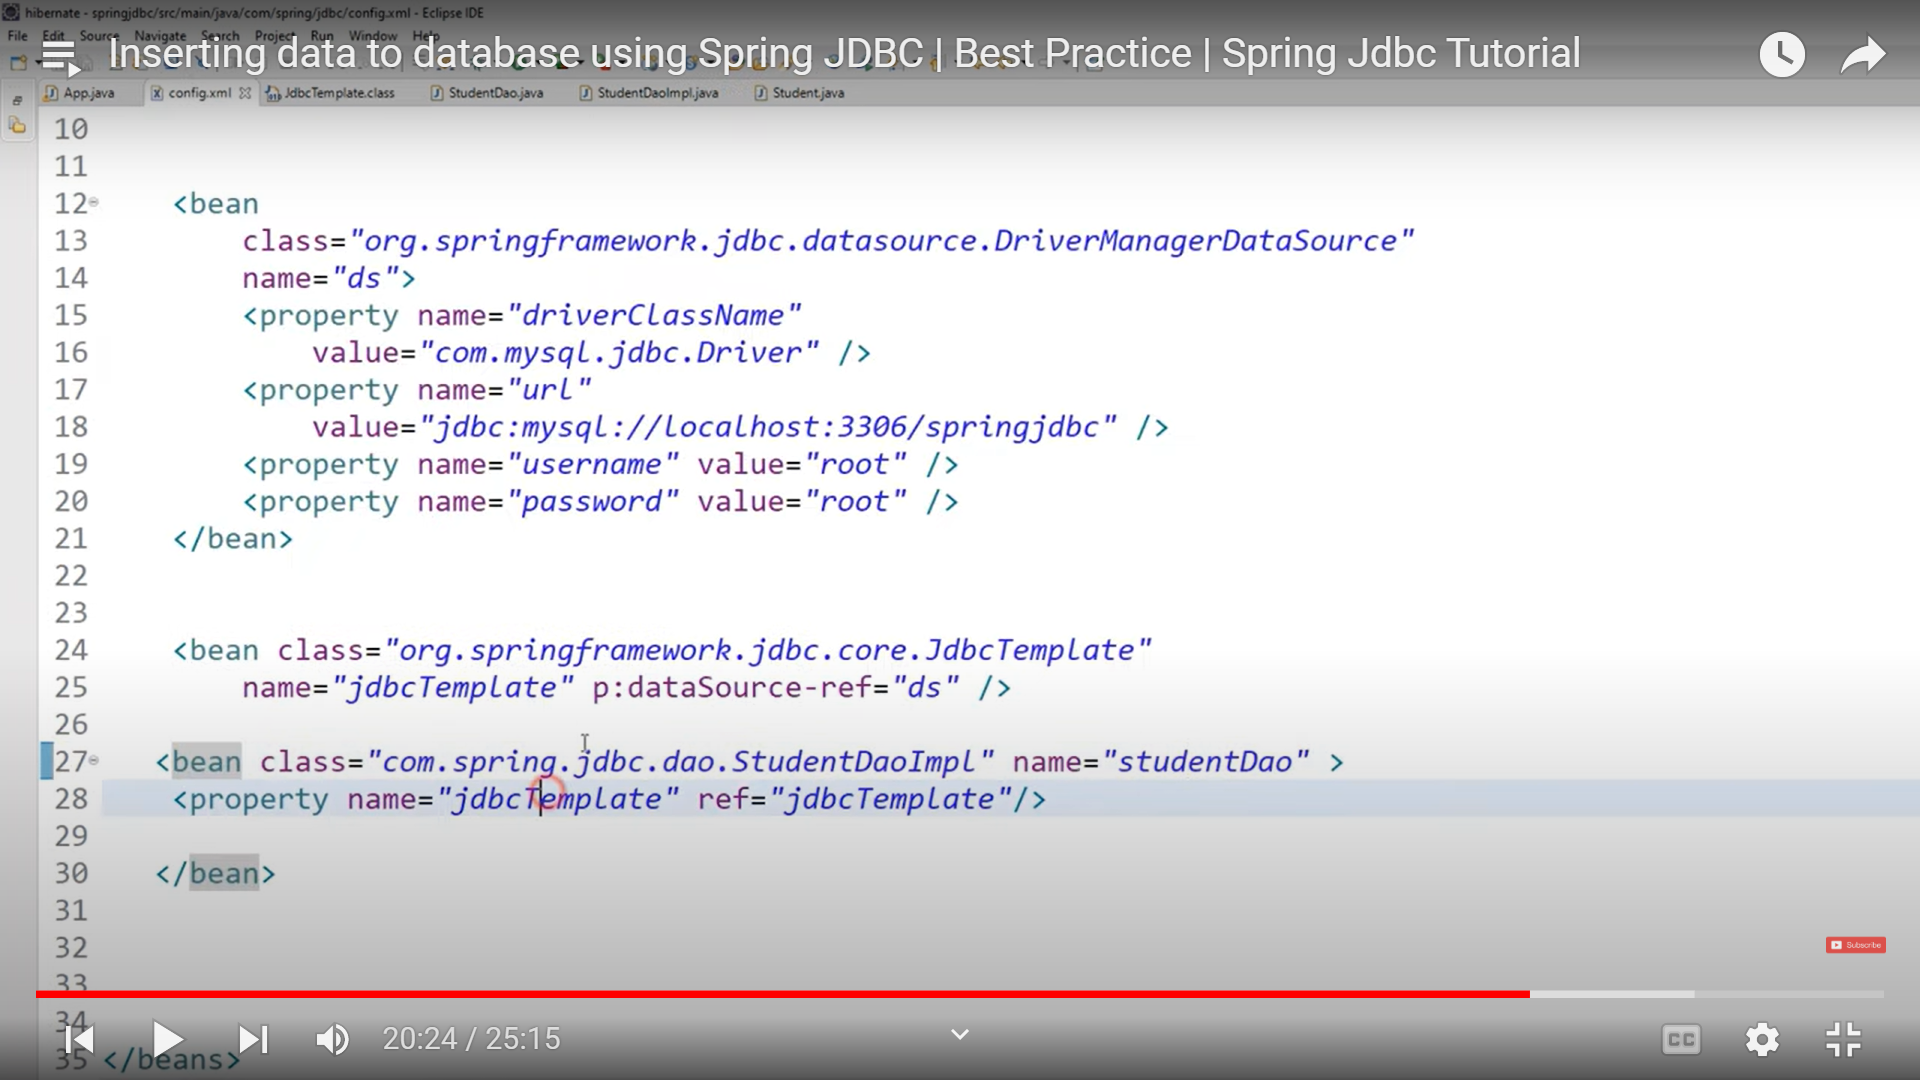 hibernate - springjdbc/src/main/java/com/spring/jdbc/config.xml - Eclipse IDE
File Edit Source Navigate Search Project Run Window Help
Inserting data to database using Spring JDBC | Best Practice | Spring Jdbc Tutorial
App.java config.xml JdbcTemplate.class StudentDao.java StudentDaoImpl.java Student.java
10
11
12 <bean
13 class="org.springframework.jdbc.datasource.DriverManagerDataSource"
14 name="ds">
15 <property name="driverClassName"
16 value="com.mysql.jdbc.Driver" />
17 <property name="url"
18 value="jdbc:mysql://localhost:3306/springjdbc" />
19 <property name="username" value="root" />
20 <property name="password" value="root" />
21 </bean>
22
23
24 <bean class="org.springframework.jdbc.core.JdbcTemplate"
25 name="jdbcTemplate" p:dataSource-ref="ds" />
26
27 <bean class="com.spring.jdbc.dao.StudentDaoImpl" name="studentDao" >
28 <property name="jdbcTemplate" ref="jdbcTemplate"/>
29
30 </bean>
31
32
Subscribe
33
34
20:24 / 25:15
CC
35 </beans>